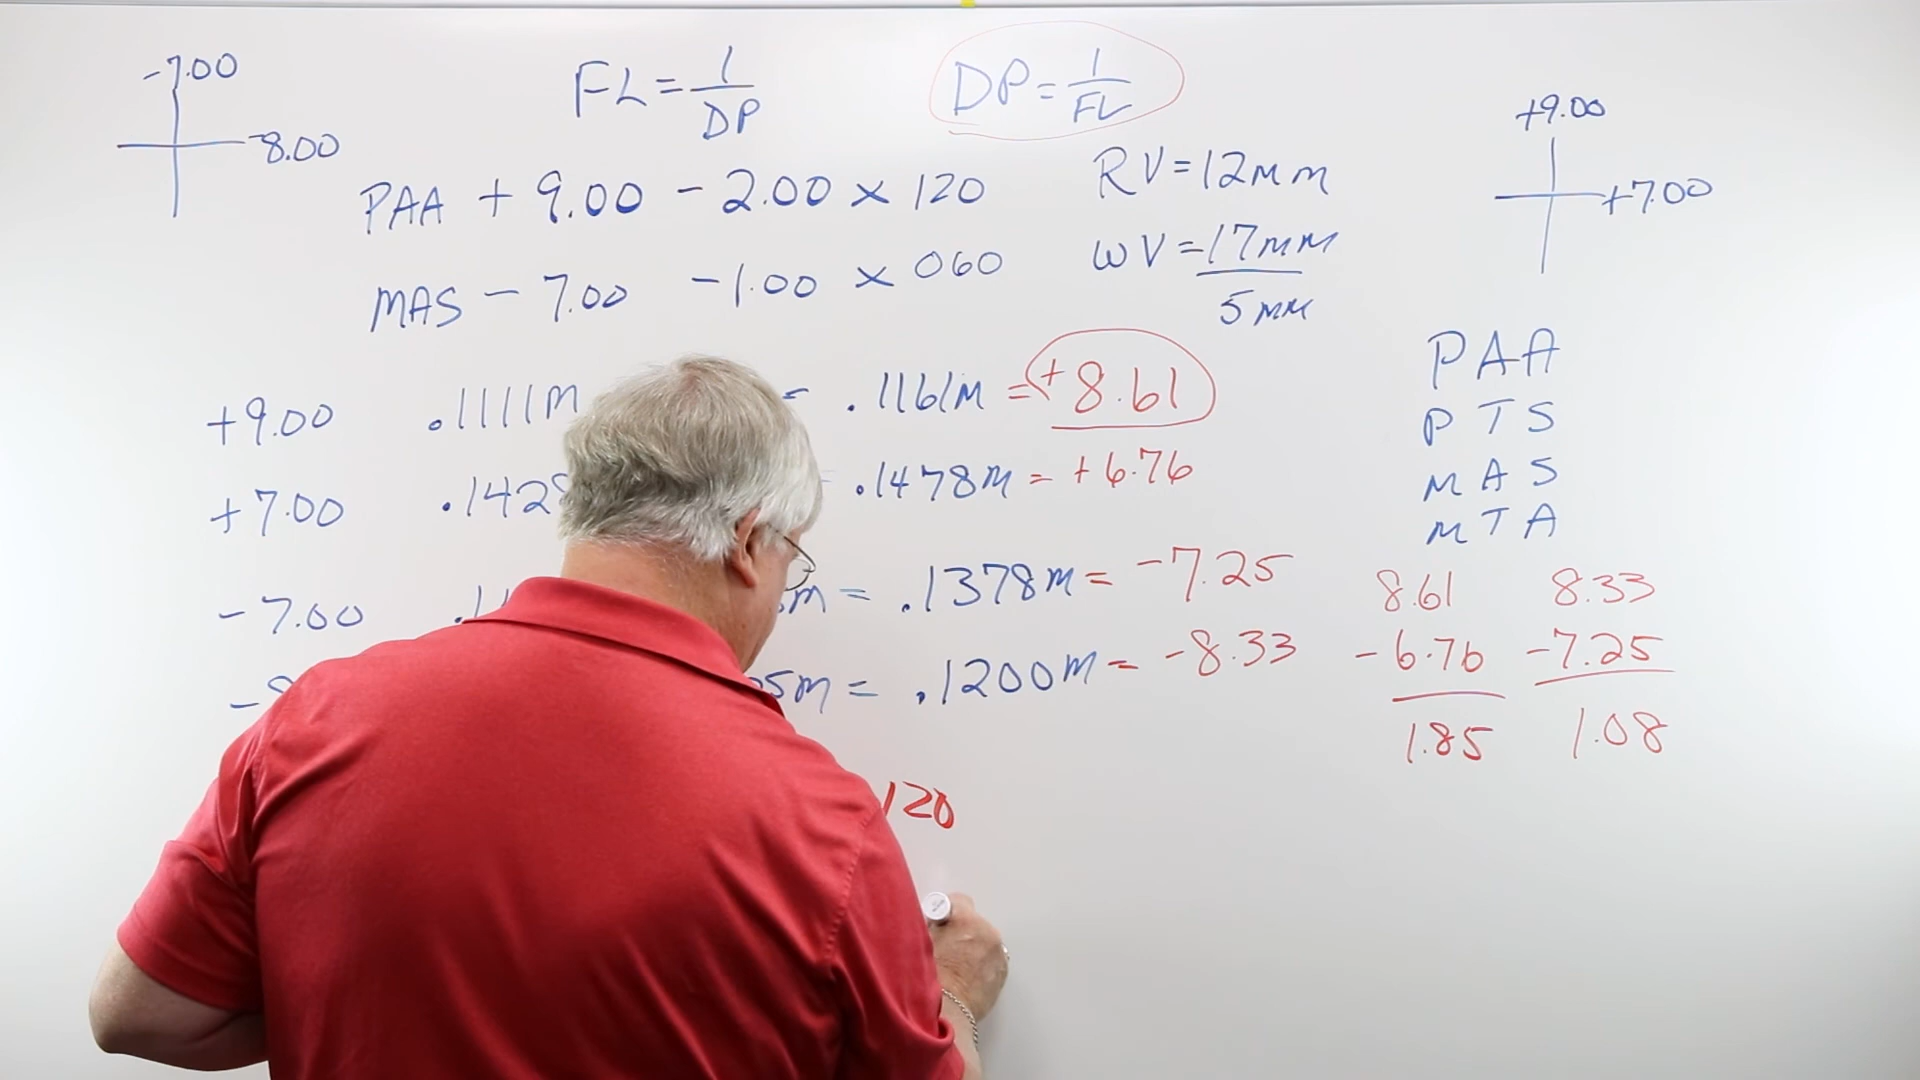 -7.00
-8.00
FL = 1/DP
DP = 1/FL
+9.00
+7.00
PAA + 9.00 - 2.00 x 120
RV = 12mm
MAS - 7.00 -1.00 x 060
WV = 17mm
5mm
+9.00 .1111m - .1161m = +8.61
+7.00 .1428 = .1478m = +6.76
-7.00 m = .1378m = -7.25
5m = .1200m = -8.33
120
PAA
PTS
MAS
MTA
8.61
-6.76
1.85
8.33
-7.25
1.08